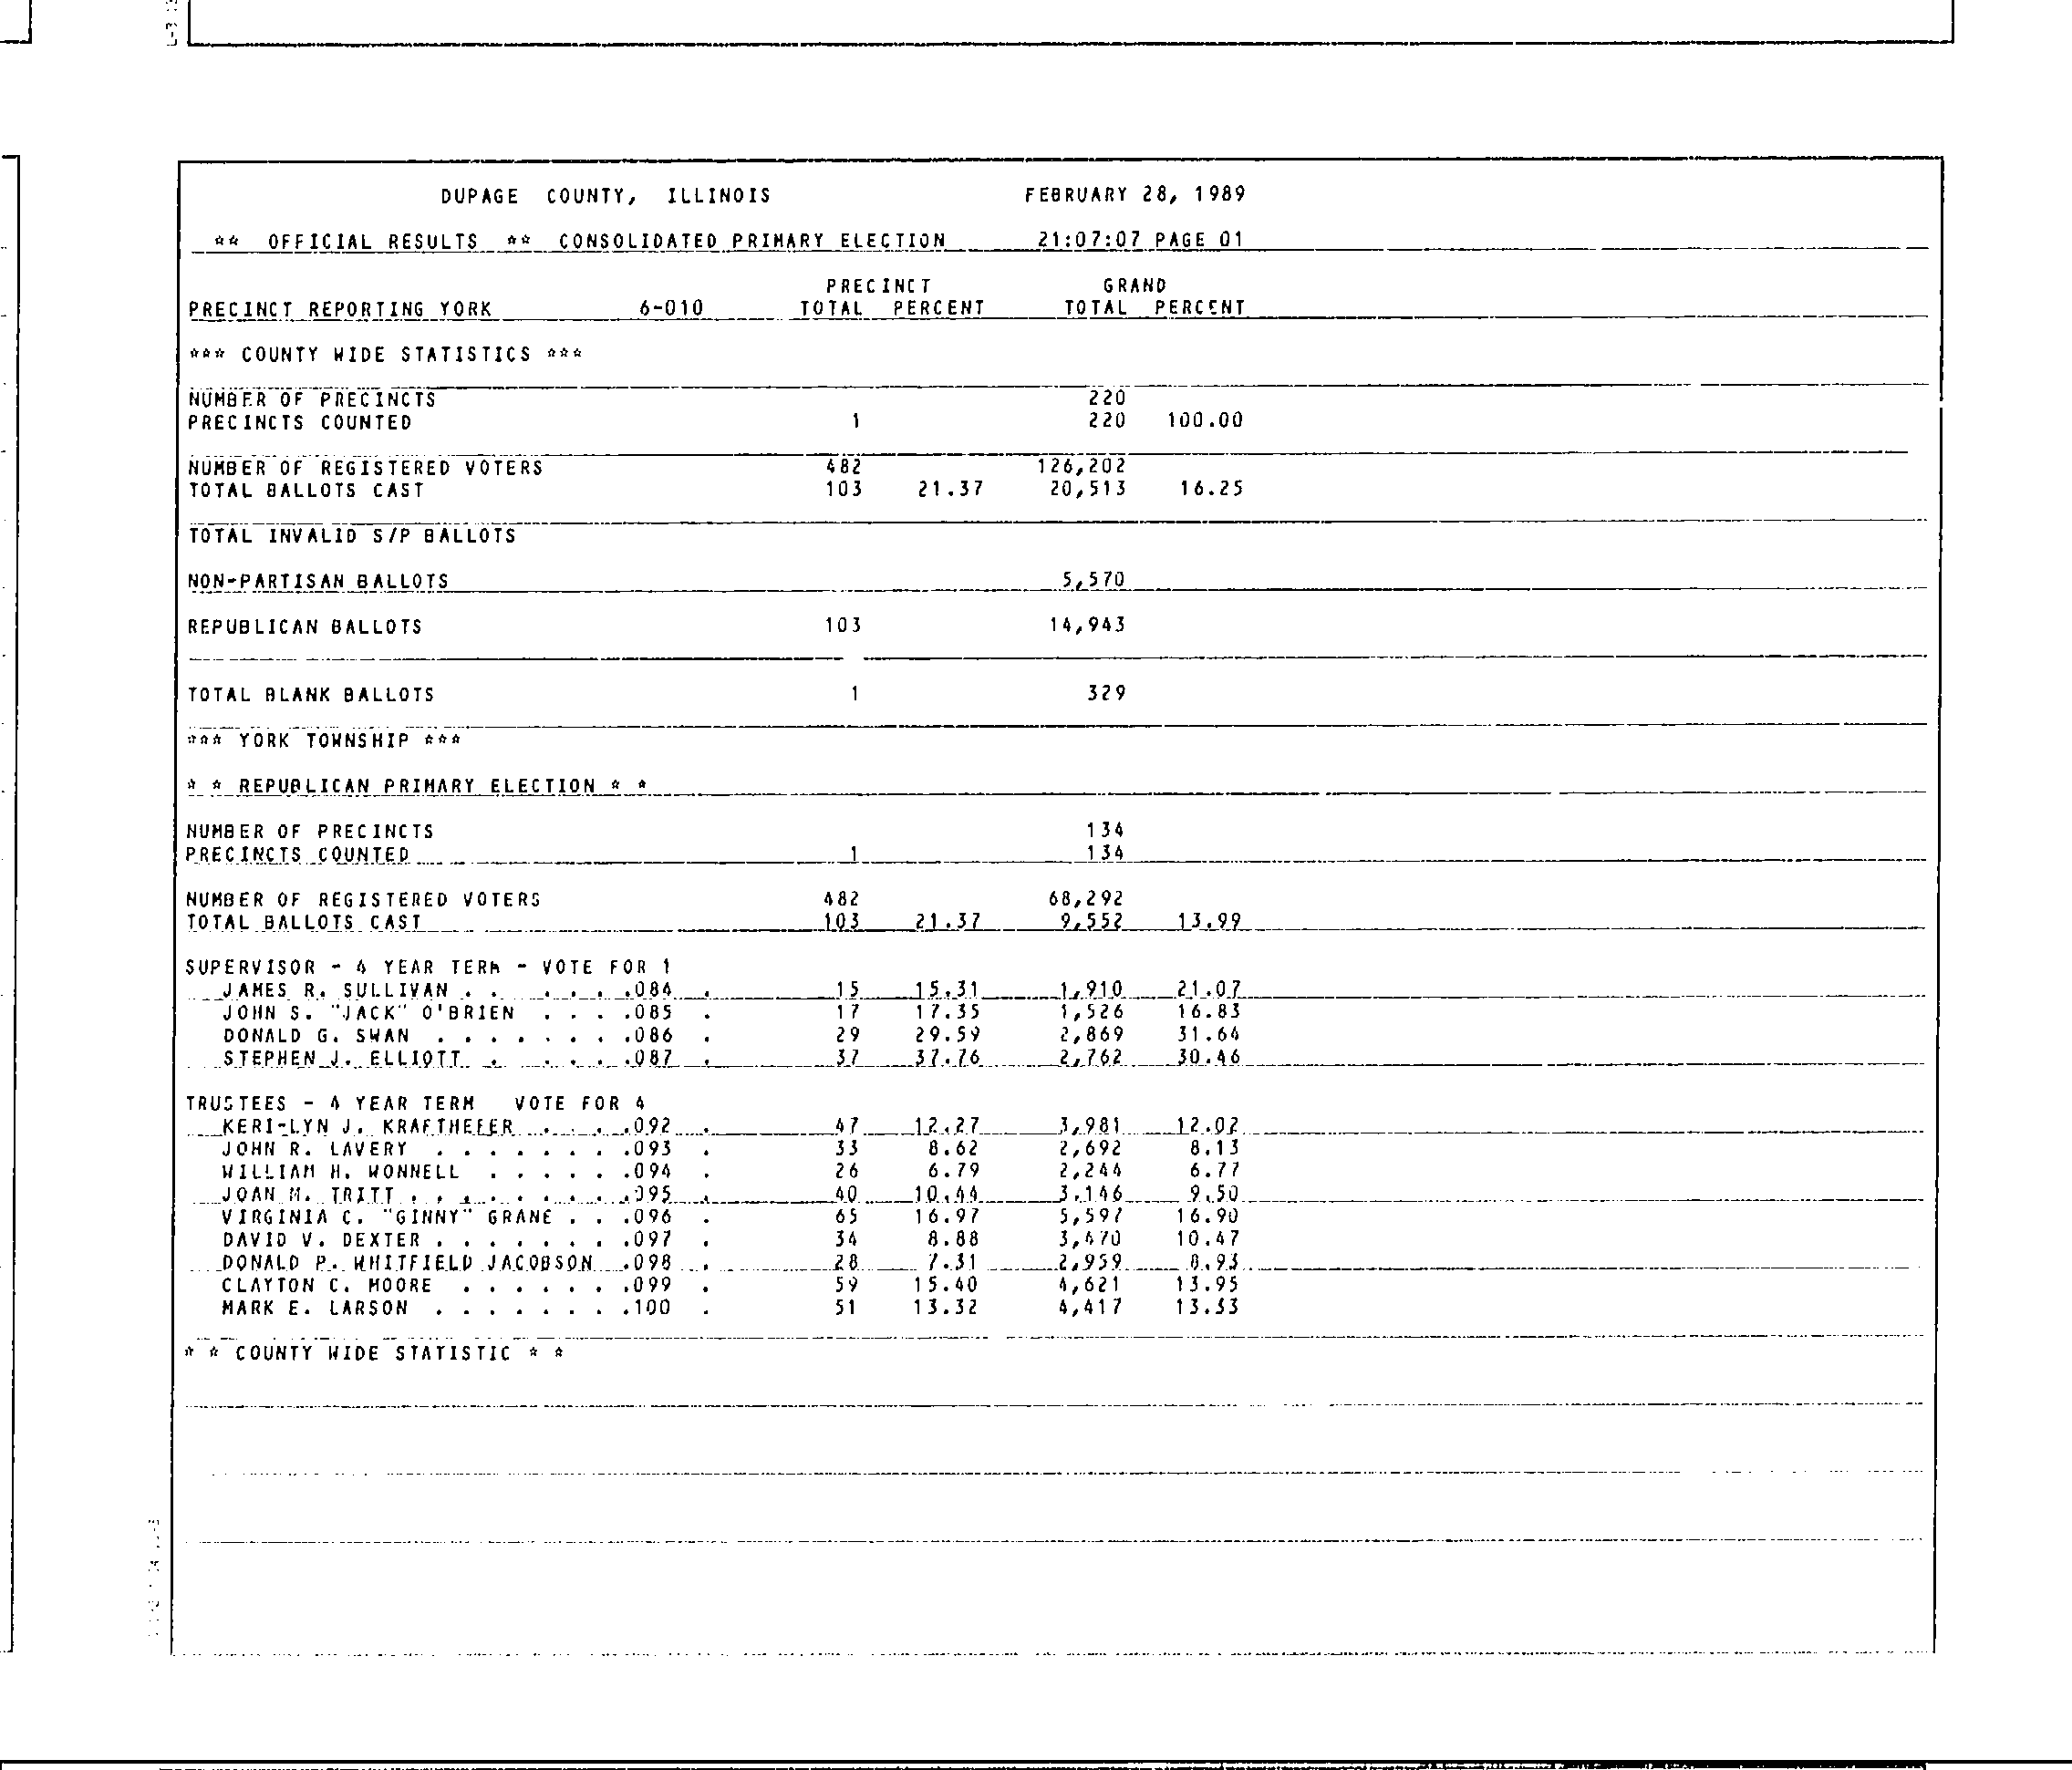 DUPAGE COUNTY, ILLINOIS FEBRUARY 28, 1989
** OFFICIAL RESULTS ** CONSOLIDATED PRIMARY ELECTION 21:07:07 PAGE 01
PRECINCT GRAND
PRECINCT REPORTING YORK 6-010 TOTAL PERCENT TOTAL PERCENT
*** COUNTY WIDE STATISTICS ***
NUMBER OF PRECINCTS 220
PRECINCTS COUNTED 1 220 100.00
NUMBER OF REGISTERED VOTERS 482 126,202
TOTAL BALLOTS CAST 103 21.37 20,513 16.25
TOTAL INVALID S/P BALLOTS
NON-PARTISAN BALLOTS 5,570
REPUBLICAN BALLOTS 103 14,943
TOTAL BLANK BALLOTS 1 329
*** YORK TOWNSHIP ***
* * REPUBLICAN PRIMARY ELECTION * *
NUMBER OF PRECINCTS 134
PRECINCTS COUNTED 1 134
NUMBER OF REGISTERED VOTERS 482 68,292
TOTAL BALLOTS CAST 103 21.37 9,552 13.99
SUPERVISOR - 4 YEAR TERM - VOTE FOR 1
JAMES R. SULLIVAN . . . . . . .084 . 15 15.31 1,910 21.07
JOHN S. "JACK" O'BRIEN . . . .085 . 17 17.35 1,526 16.83
DONALD G. SWAN . . . . . . . .086 . 29 29.59 2,869 31.64
STEPHEN J. ELLIOTT . . . . . .087 . 37 37.76 2,762 30.46
TRUSTEES - 4 YEAR TERM VOTE FOR 4
KERI-LYN J. KRAFTHEFER . . . .092 . 47 12.27 3,981 12.02
JOHN R. LAVERY . . . . . . . .093 . 33 8.62 2,692 8.13
WILLIAM H. WONNELL . . . . . .094 . 26 6.79 2,244 6.77
JOAN M. TRITT . . . . . . . . .095 . 40 10.44 3,146 9.50
VIRGINIA C. "GINNY" GRANE . . .096 . 65 16.97 5,597 16.90
DAVID V. DEXTER . . . . . . . .097 . 34 8.88 3,470 10.47
DONALD P. WHITFIELD JACOBSON .098 . 28 7.31 2,959 8.93
CLAYTON C. MOORE . . . . . . .099 . 59 15.40 4,621 13.95
MARK E. LARSON . . . . . . . .100 . 51 13.32 4,417 13.33
* * COUNTY WIDE STATISTIC * *